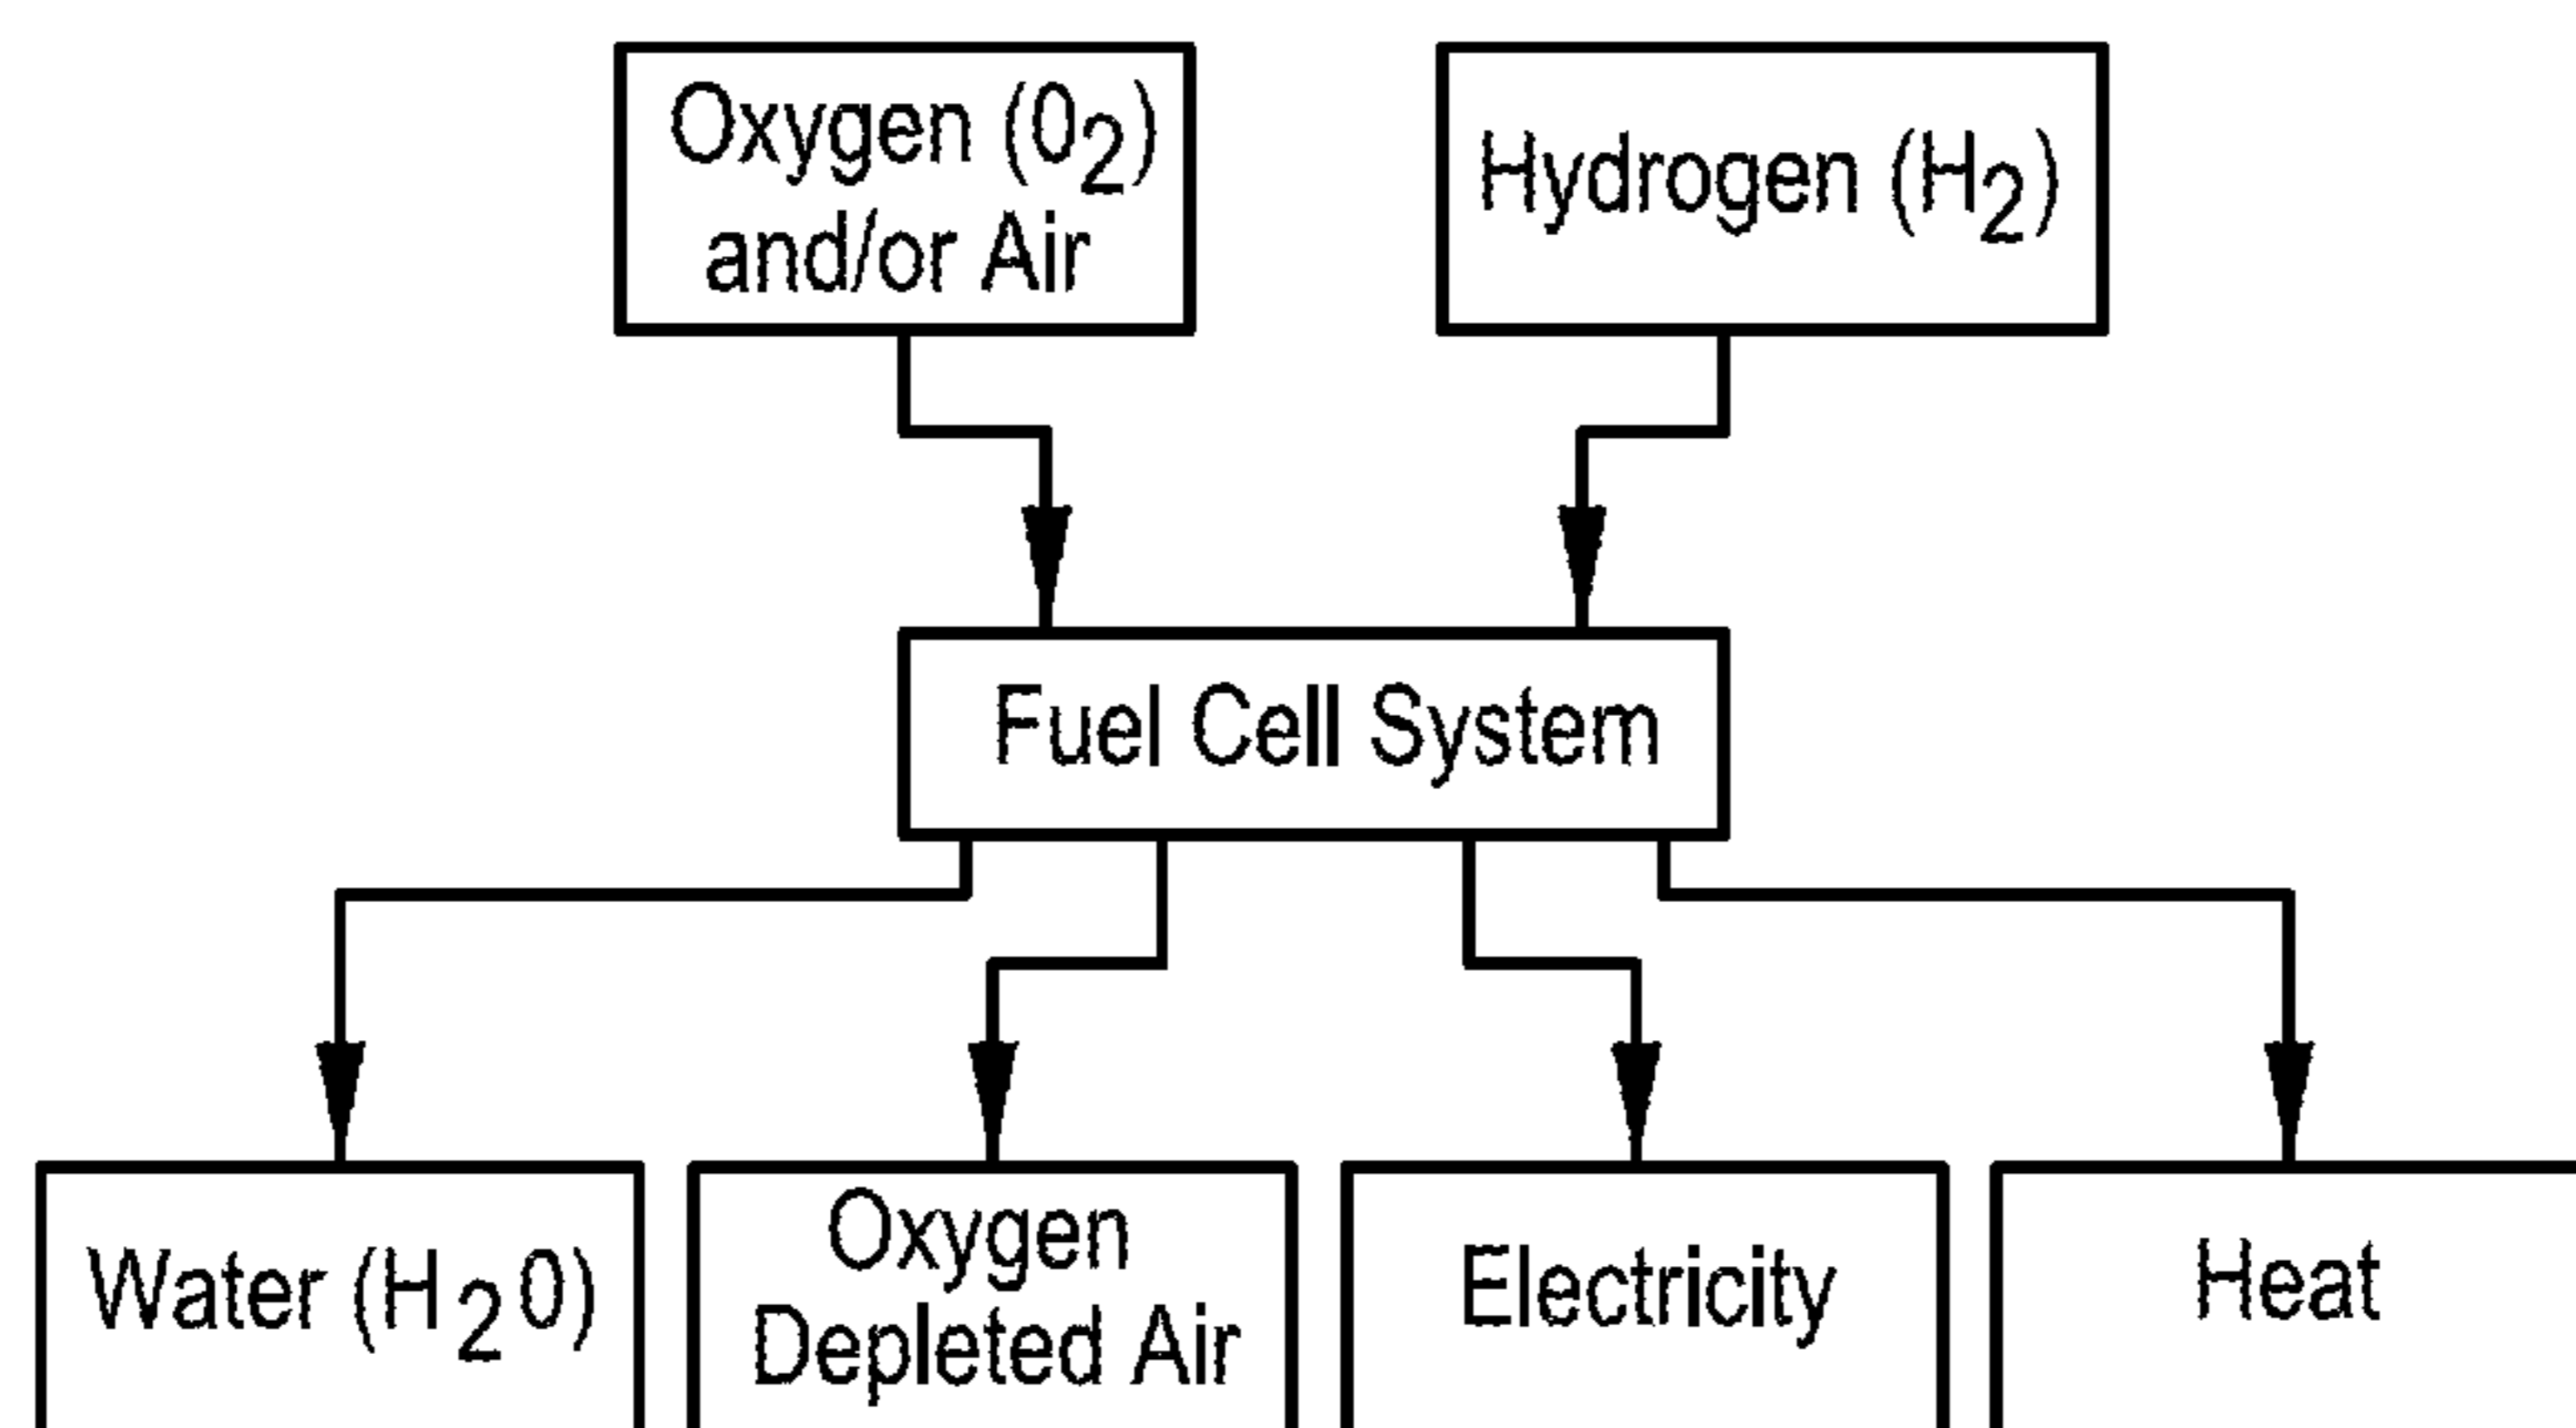 Oxygen (0₂)
and/or Air
Hydrogen (H₂)
Fuel Cell System
Water (H₂0)
Oxygen
Depleted Air
Electricity
Heat